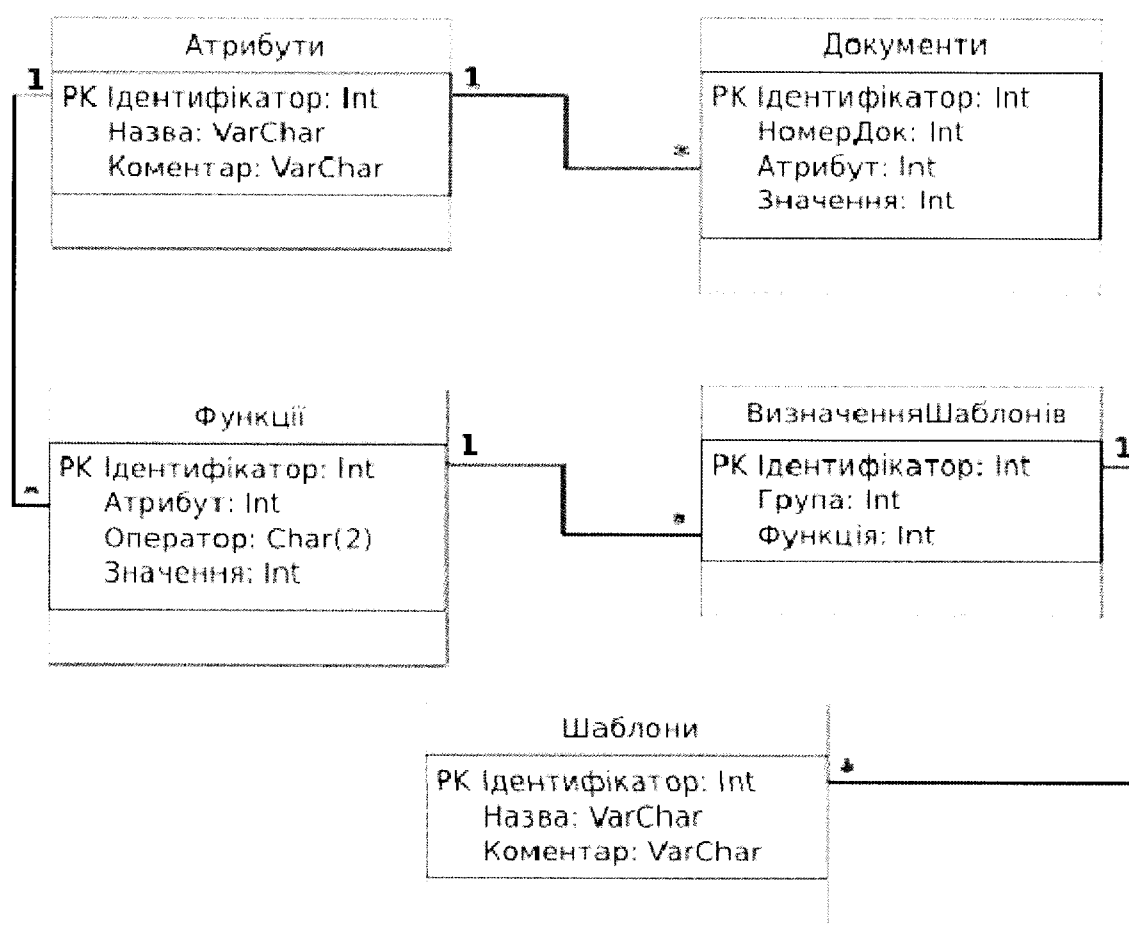 Атрибути
1
PK Ідентифікатор: Int
Назва: VarChar
Коментар: VarChar
1
*
Документи
PK Ідентифікатор: Int
НомерДок: Int
Атрибут: Int
Значення: Int
Функції
PK Ідентифікатор: Int
Атрибут: Int
Оператор: Char(2)
Значення: Int
*
1
*
ВизначенняШаблонів
PK Ідентифікатор: Int
Група: Int
Функція: Int
1
Шаблони
PK Ідентифікатор: Int
Назва: VarChar
Коментар: VarChar
*